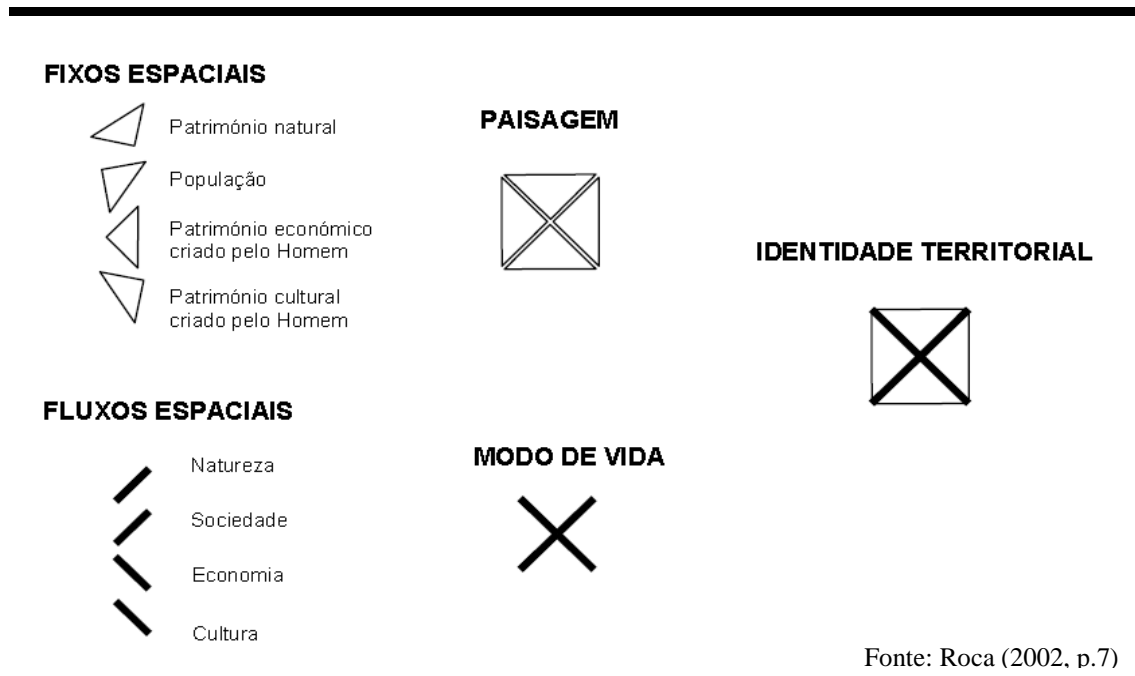 FIXOS ESPACIAIS
Património natural
População
Património económico
criado pelo Homem
Património cultural
criado pelo Homem
PAISAGEM
IDENTIDADE TERRITORIAL
FLUXOS ESPACIAIS
Natureza
Sociedade
Economia
Cultura
MODO DE VIDA
Fonte: Roca (2002, p.7)